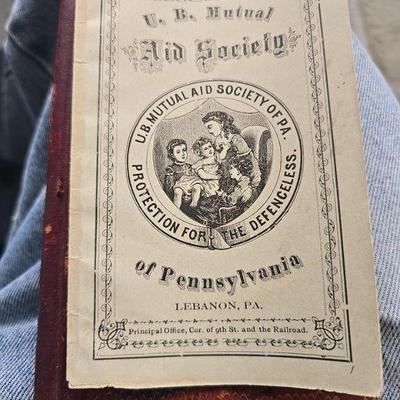 U. B. Mutual
Aid Society
U.B. MUTUAL AID SOCIETY OF PA.
PROTECTION FOR THE DEFENCELESS.
of Pennsylvania
LEBANON, PA.
Principal Office, Cor. of 9th St. and the Railroad.